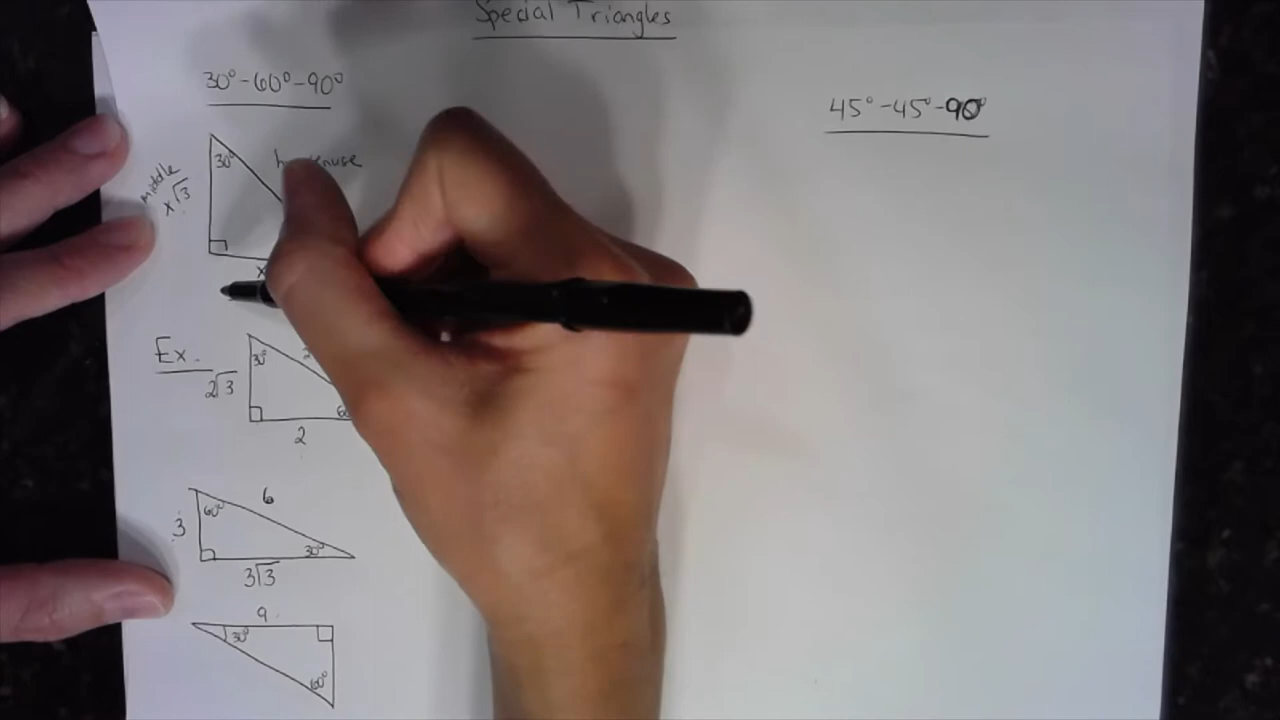 Special Triangles
30°-60°-90°
45°-45°-90°
30°
middle
x√3
x
Ex.
30°
2√3
2
60°
6
3
30°
3√3
9
30°
60°